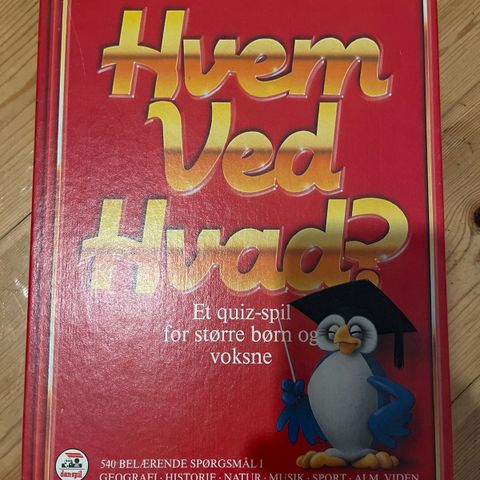 Hvem
Ved
Hvad?
Et quiz-spil
for større børn og
voksne
540 BELÆRENDE SPØRGSMÅL I
GEOGRAFI · HISTORIE · NATUR · MUSIK · SPORT · ALM. VIDEN
danspil